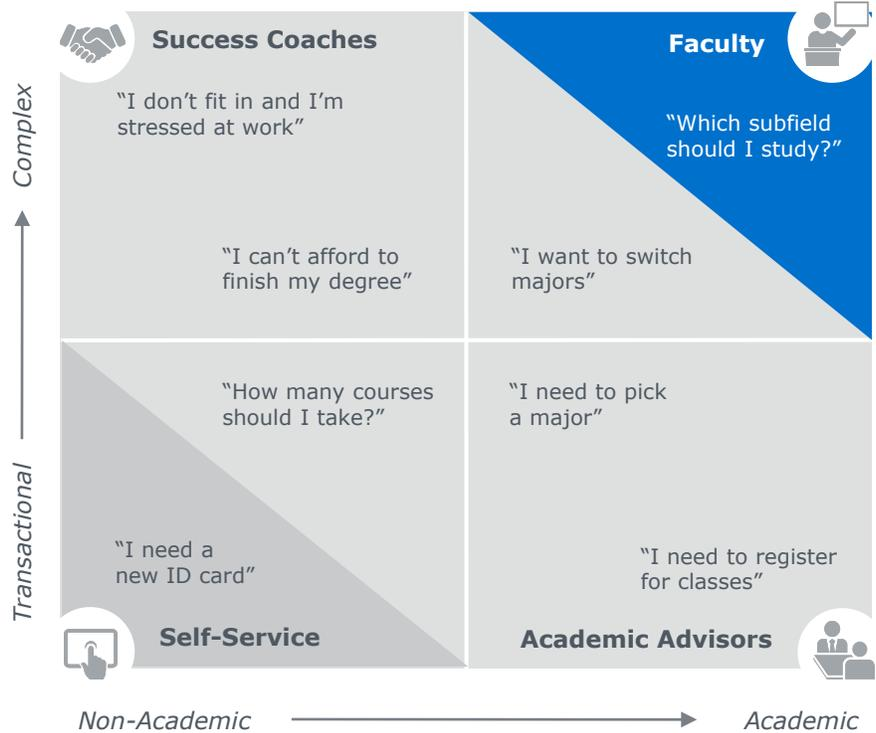 Success Coaches
Faculty
“I don’t fit in and I’m
stressed at work”
“Which subfield
should I study?”
“I can’t afford to
finish my degree”
“I want to switch
majors”
“How many courses
should I take?”
“I need to pick
a major”
“I need a
new ID card”
“I need to register
for classes”
Self-Service
Academic Advisors
Complex
Transactional
Non-Academic
Academic